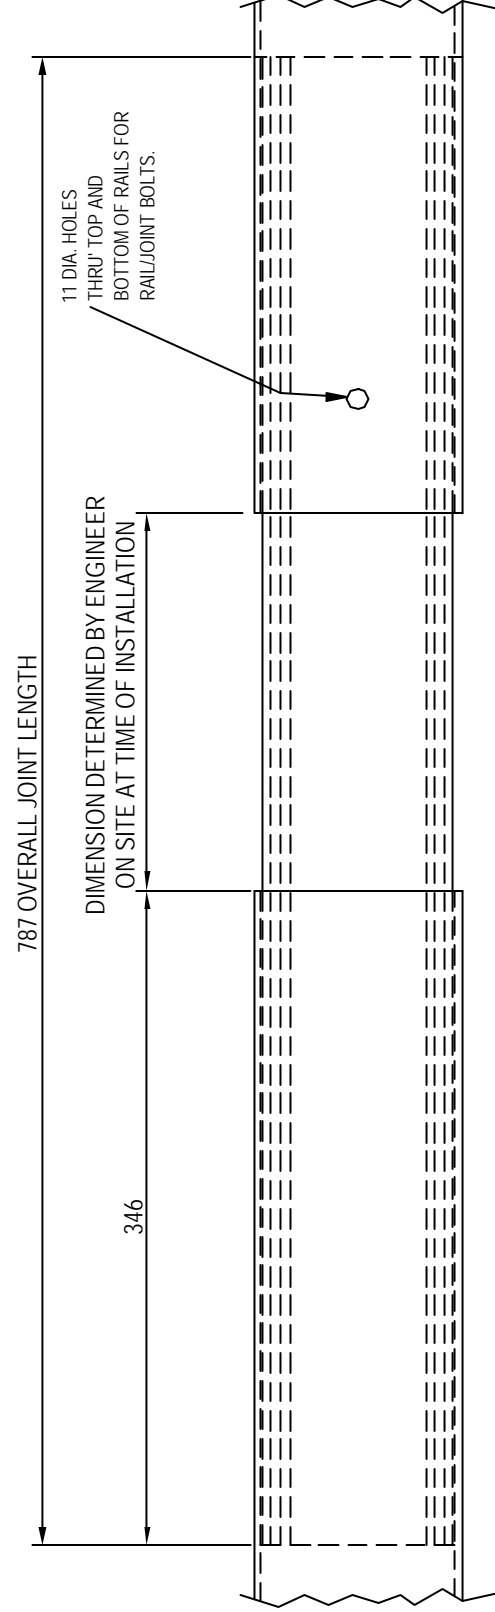 787 OVERALL JOINT LENGTH
11 DIA. HOLES
THRU' TOP AND
BOTTOM OF RAILS FOR
RAIL/JOINT BOLTS.
DIMENSION DETERMINED BY ENGINEER
ON SITE AT TIME OF INSTALLATION
346